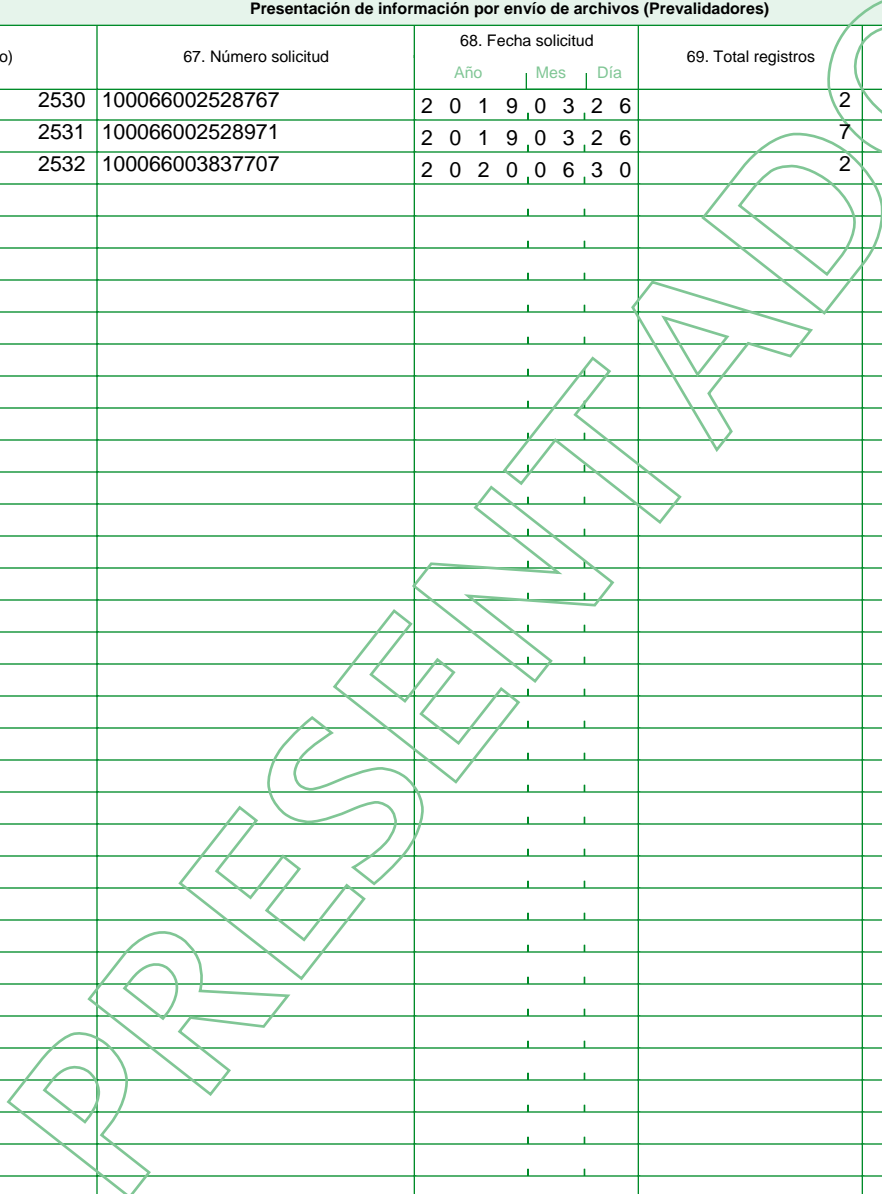 Presentación de información por envío de archivos (Prevalidadores)
o) 67. Número solicitud 68. Fecha solicitud 69. Total registros
Año Mes Día
2530 100066002528767 2 0 1 9 0 3 2 6 2
2531 100066002528971 2 0 1 9 0 3 2 6 7
2532 100066003837707 2 0 2 0 0 6 3 0 2
PRESENTADO